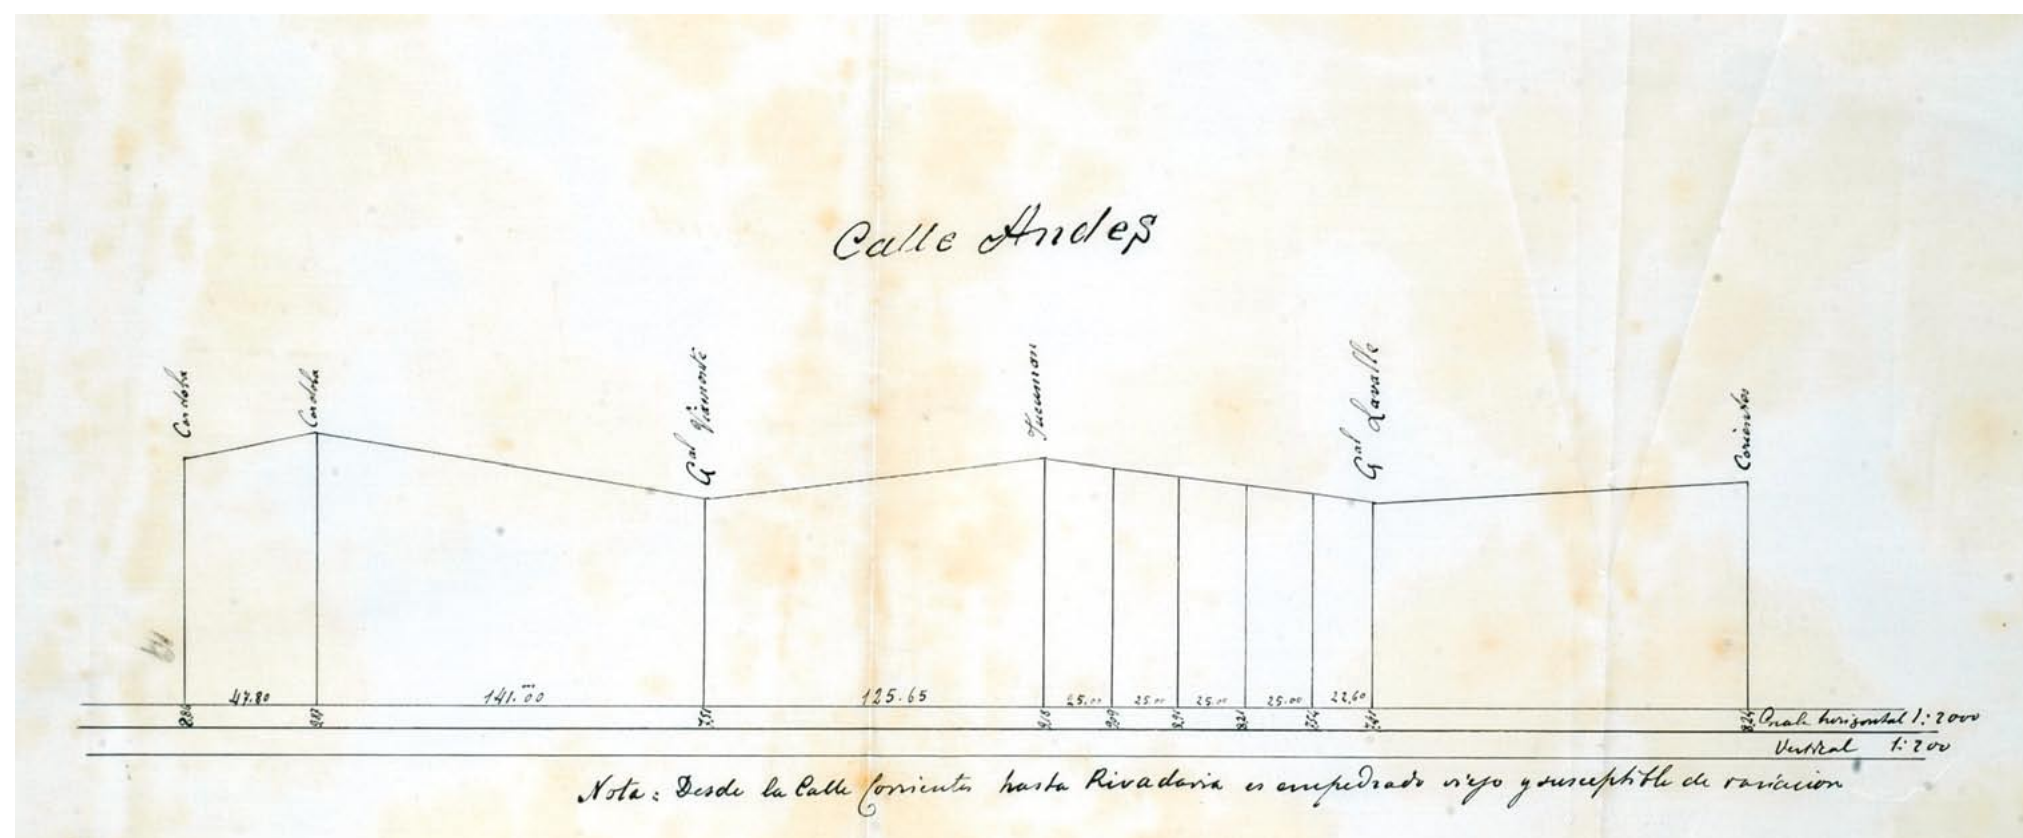 Calle Andes
Cordoba
Cordoba
Gal Viamonte
Tucuman
Gal Lavalle
Corrientes
47.80
141.00
125.65
25.00
25.00
25.00
25.00
22,60
Escala horizontal 1:2000
Vertical 1:200
Nota: Desde la Calle Corrientes hasta Rivadavia es empedrado viejo y susceptible de variacion